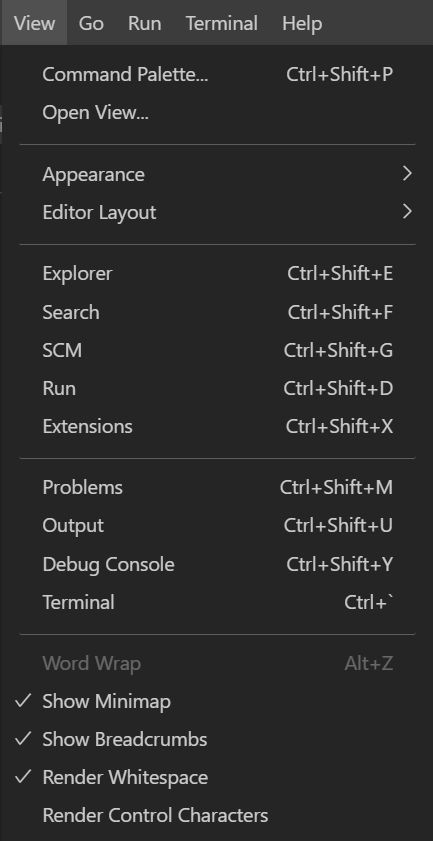 View Go Run Terminal Help
Command Palette... Ctrl+Shift+P
Open View...
Appearance
Editor Layout
Explorer Ctrl+Shift+E
Search Ctrl+Shift+F
SCM Ctrl+Shift+G
Run Ctrl+Shift+D
Extensions Ctrl+Shift+X
Problems Ctrl+Shift+M
Output Ctrl+Shift+U
Debug Console Ctrl+Shift+Y
Terminal Ctrl+`
Word Wrap Alt+Z
Show Minimap
Show Breadcrumbs
Render Whitespace
Render Control Characters